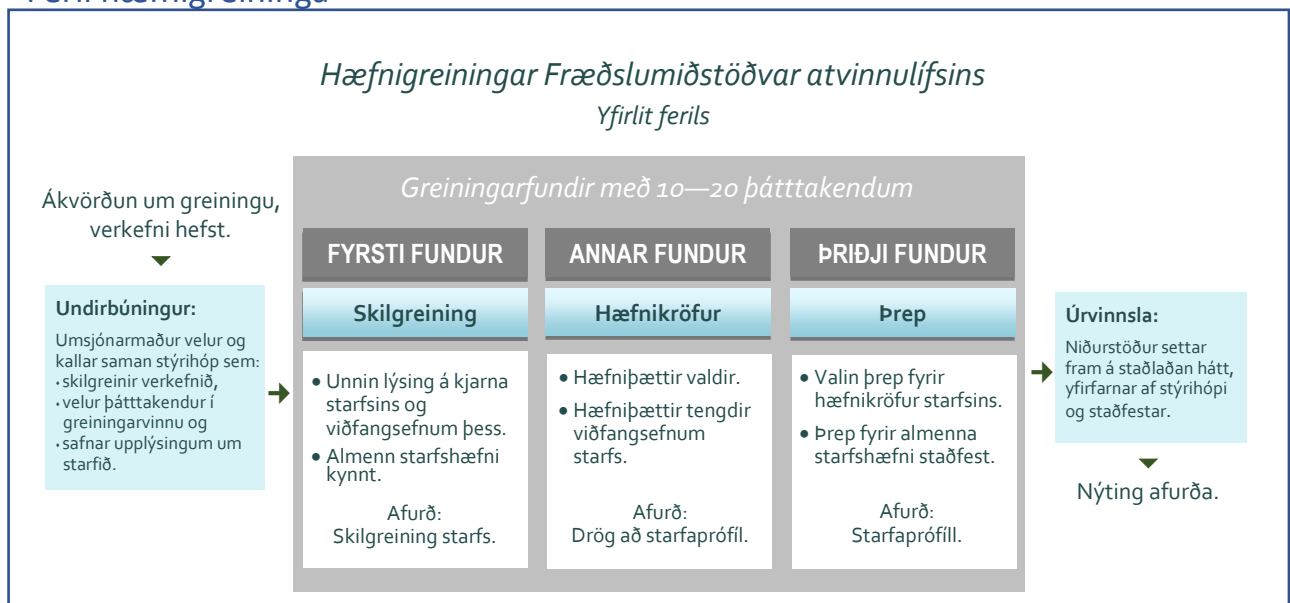 Hæfnigreiningar Fræðslumiðstöðvar atvinnulífsins
Yfirlit ferils
Ákvörðun um greiningu,
verkefni hefst.
Undirbúningur:
Umsjónarmaður velur og
kallar saman stýrihóp sem:
• skilgreinir verkefnið,
• velur þátttakendur í
greiningarvinnu og
• safnar upplýsingum um
starfið.
Greiningarfundir með 10—20 þátttakendum
FYRSTI FUNDUR
Skilgreining
• Unnin lýsing á kjarna
starfsins og
viðfangsefnum þess.
• Almenn starfshæfni
kynnt.
Afurð:
Skilgreining starfs.
ANNAR FUNDUR
Hæfnikröfur
• Hæfniþættir valdir.
• Hæfniþættir tengdir
viðfangsefnum
starfs.
Afurð:
Drög að starfaprófíl.
ÞRIÐJI FUNDUR
Þrep
• Valin þrep fyrir
hæfnikröfur starfsins.
• Þrep fyrir almenna
starfshæfni staðfest.
Afurð:
Starfaprófíll.
Úrvinnsla:
Niðurstöður settar
fram á staðlaðan hátt,
yfirfarnar af stýrihópi
og staðfestar.
Nýting afurða.